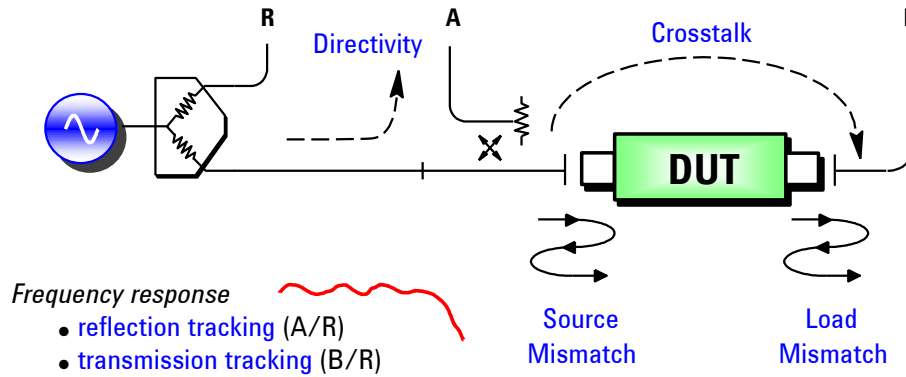 R
A
Directivity
Crosstalk
DUT
Frequency response
• reflection tracking (A/R)
• transmission tracking (B/R)
Source
Mismatch
Load
Mismatch